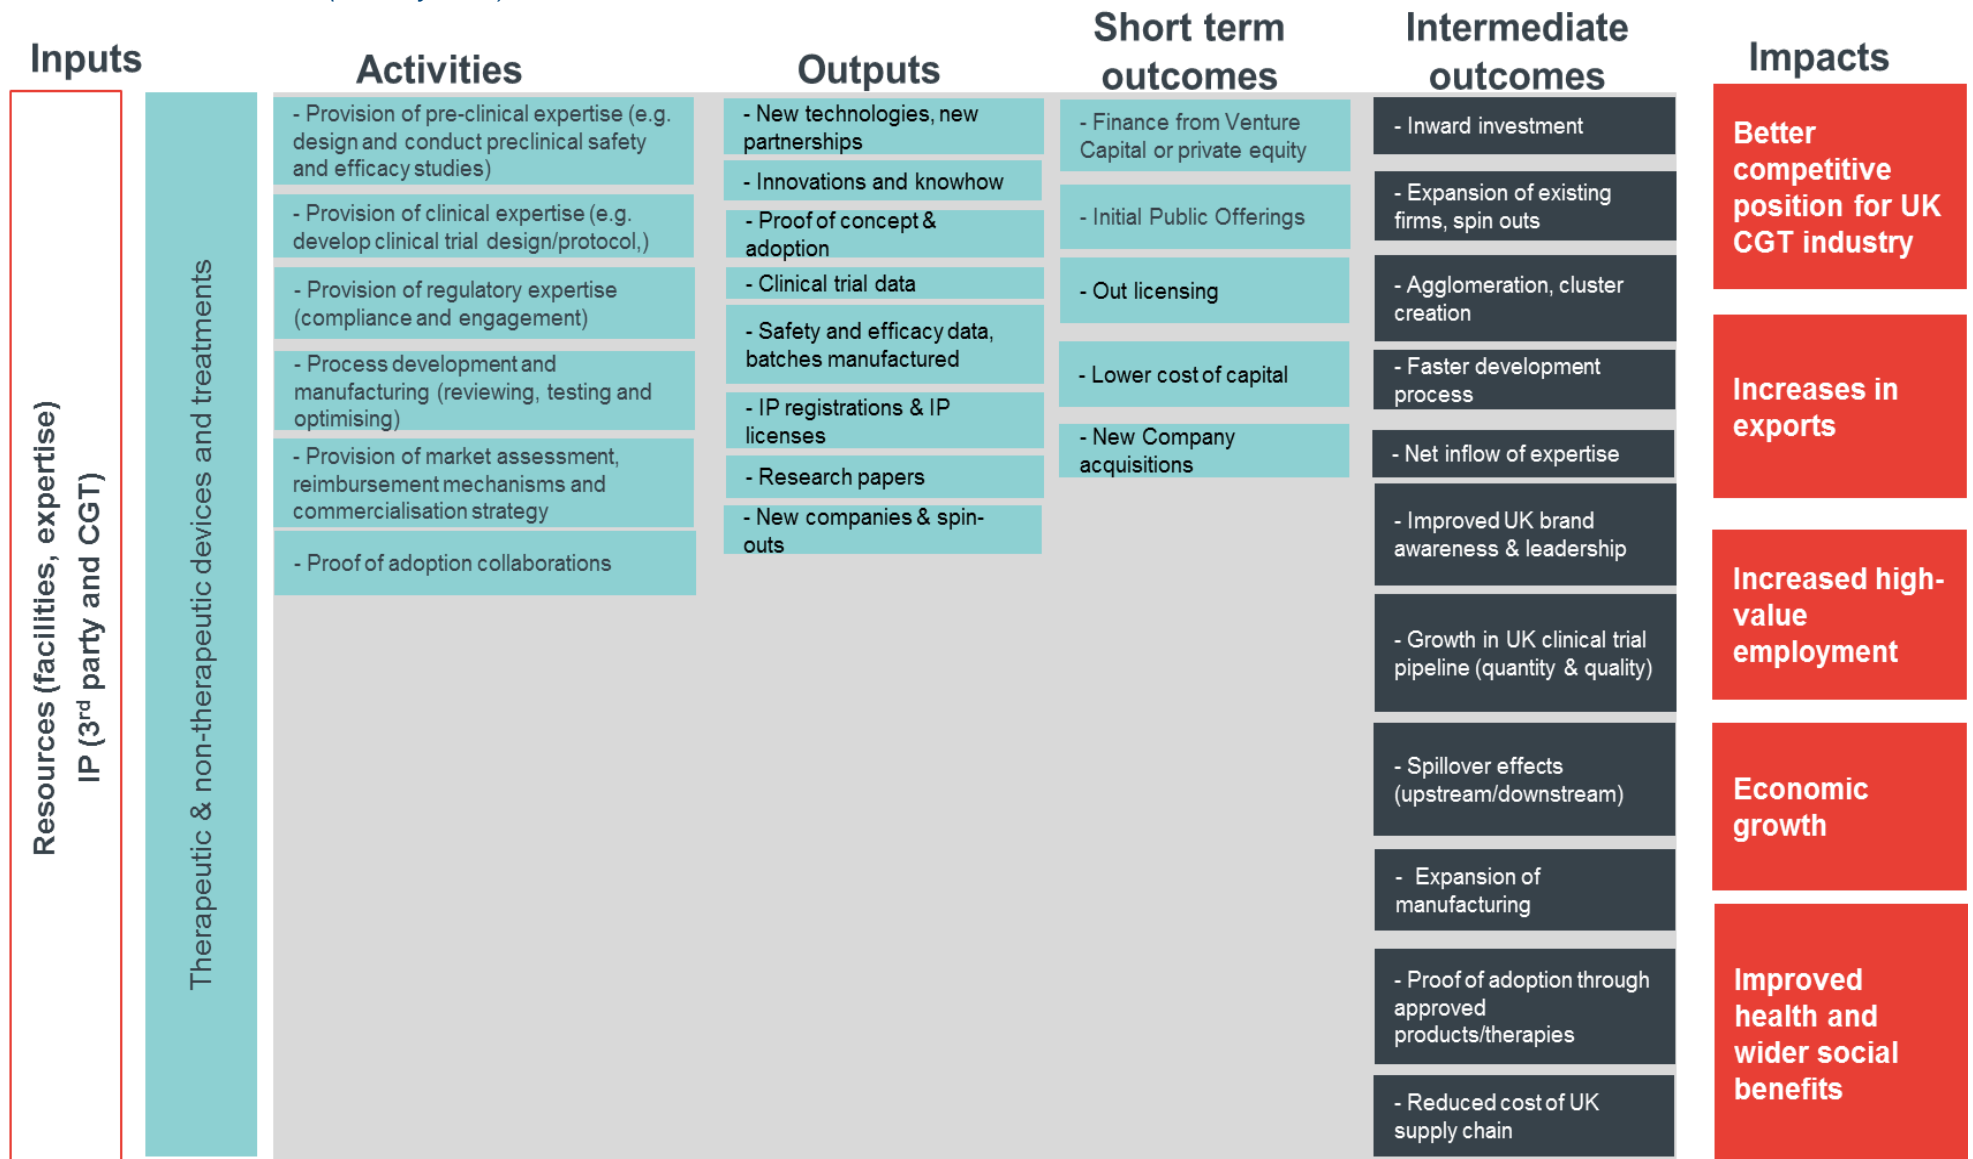 Inputs
Activities
Outputs
Short term
outcomes
Intermediate
outcomes
Impacts
Resources (facilities, expertise)
IP (3rd party and CGT)
Therapeutic & non-therapeutic devices and treatments
- Provision of pre-clinical expertise (e.g.
design and conduct preclinical safety
and efficacy studies)
- Provision of clinical expertise (e.g.
develop clinical trial design/protocol,)
- Provision of regulatory expertise
(compliance and engagement)
- Process development and
manufacturing (reviewing, testing and
optimising)
- Provision of market assessment,
reimbursement mechanisms and
commercialisation strategy
- Proof of adoption collaborations
- New technologies, new
partnerships
- Innovations and knowhow
- Proof of concept &
adoption
- Clinical trial data
- Safety and efficacy data,
batches manufactured
- IP registrations & IP
licenses
- Research papers
- New companies & spin-
outs
- Finance from Venture
Capital or private equity
- Initial Public Offerings
- Out licensing
- Lower cost of capital
- New Company
acquisitions
- Inward investment
- Expansion of existing
firms, spin outs
- Agglomeration, cluster
creation
- Faster development
process
- Net inflow of expertise
- Improved UK brand
awareness & leadership
- Growth in UK clinical trial
pipeline (quantity & quality)
- Spillover effects
(upstream/downstream)
- Expansion of
manufacturing
- Proof of adoption through
approved
products/therapies
- Reduced cost of UK
supply chain
Better
competitive
position for UK
CGT industry
Increases in
exports
Increased high-
value
employment
Economic
growth
Improved
health and
wider social
benefits